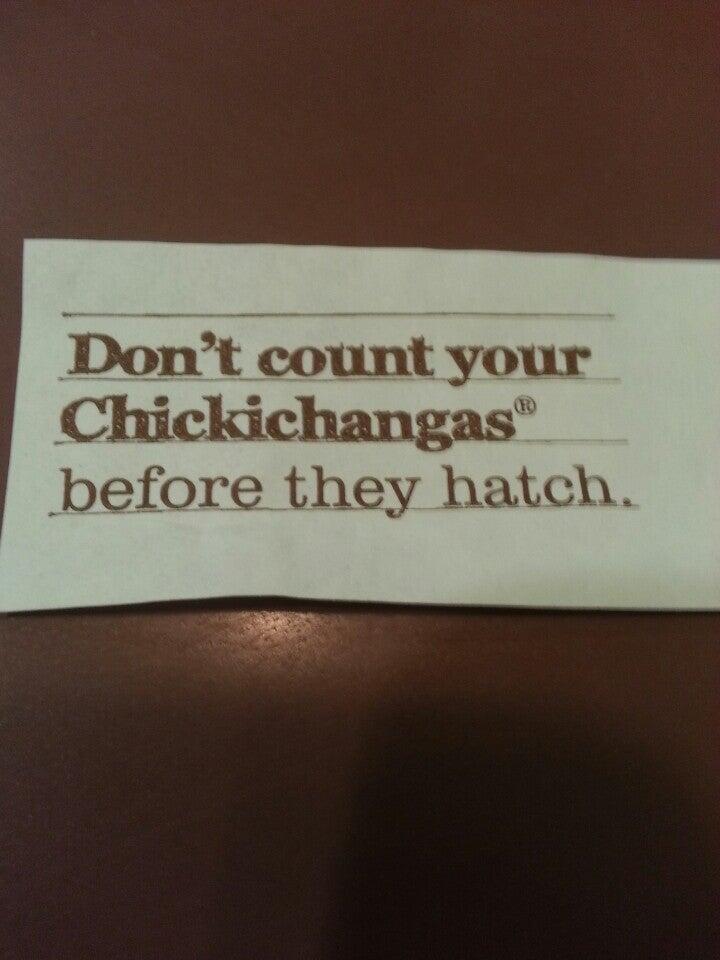 Don't count your
Chickichangas®
before they hatch.